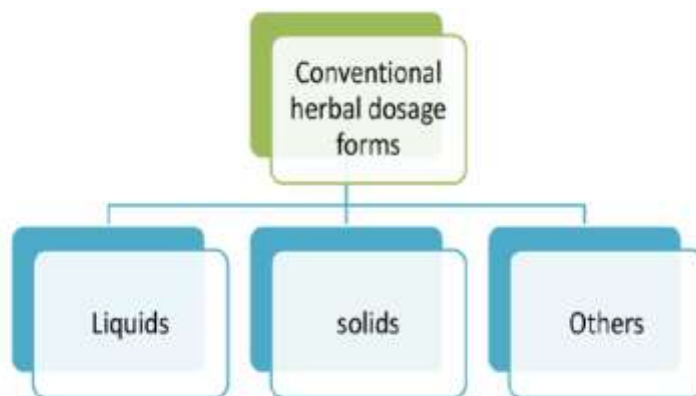 Conventional
herbal dosage
forms
Liquids
solids
Others